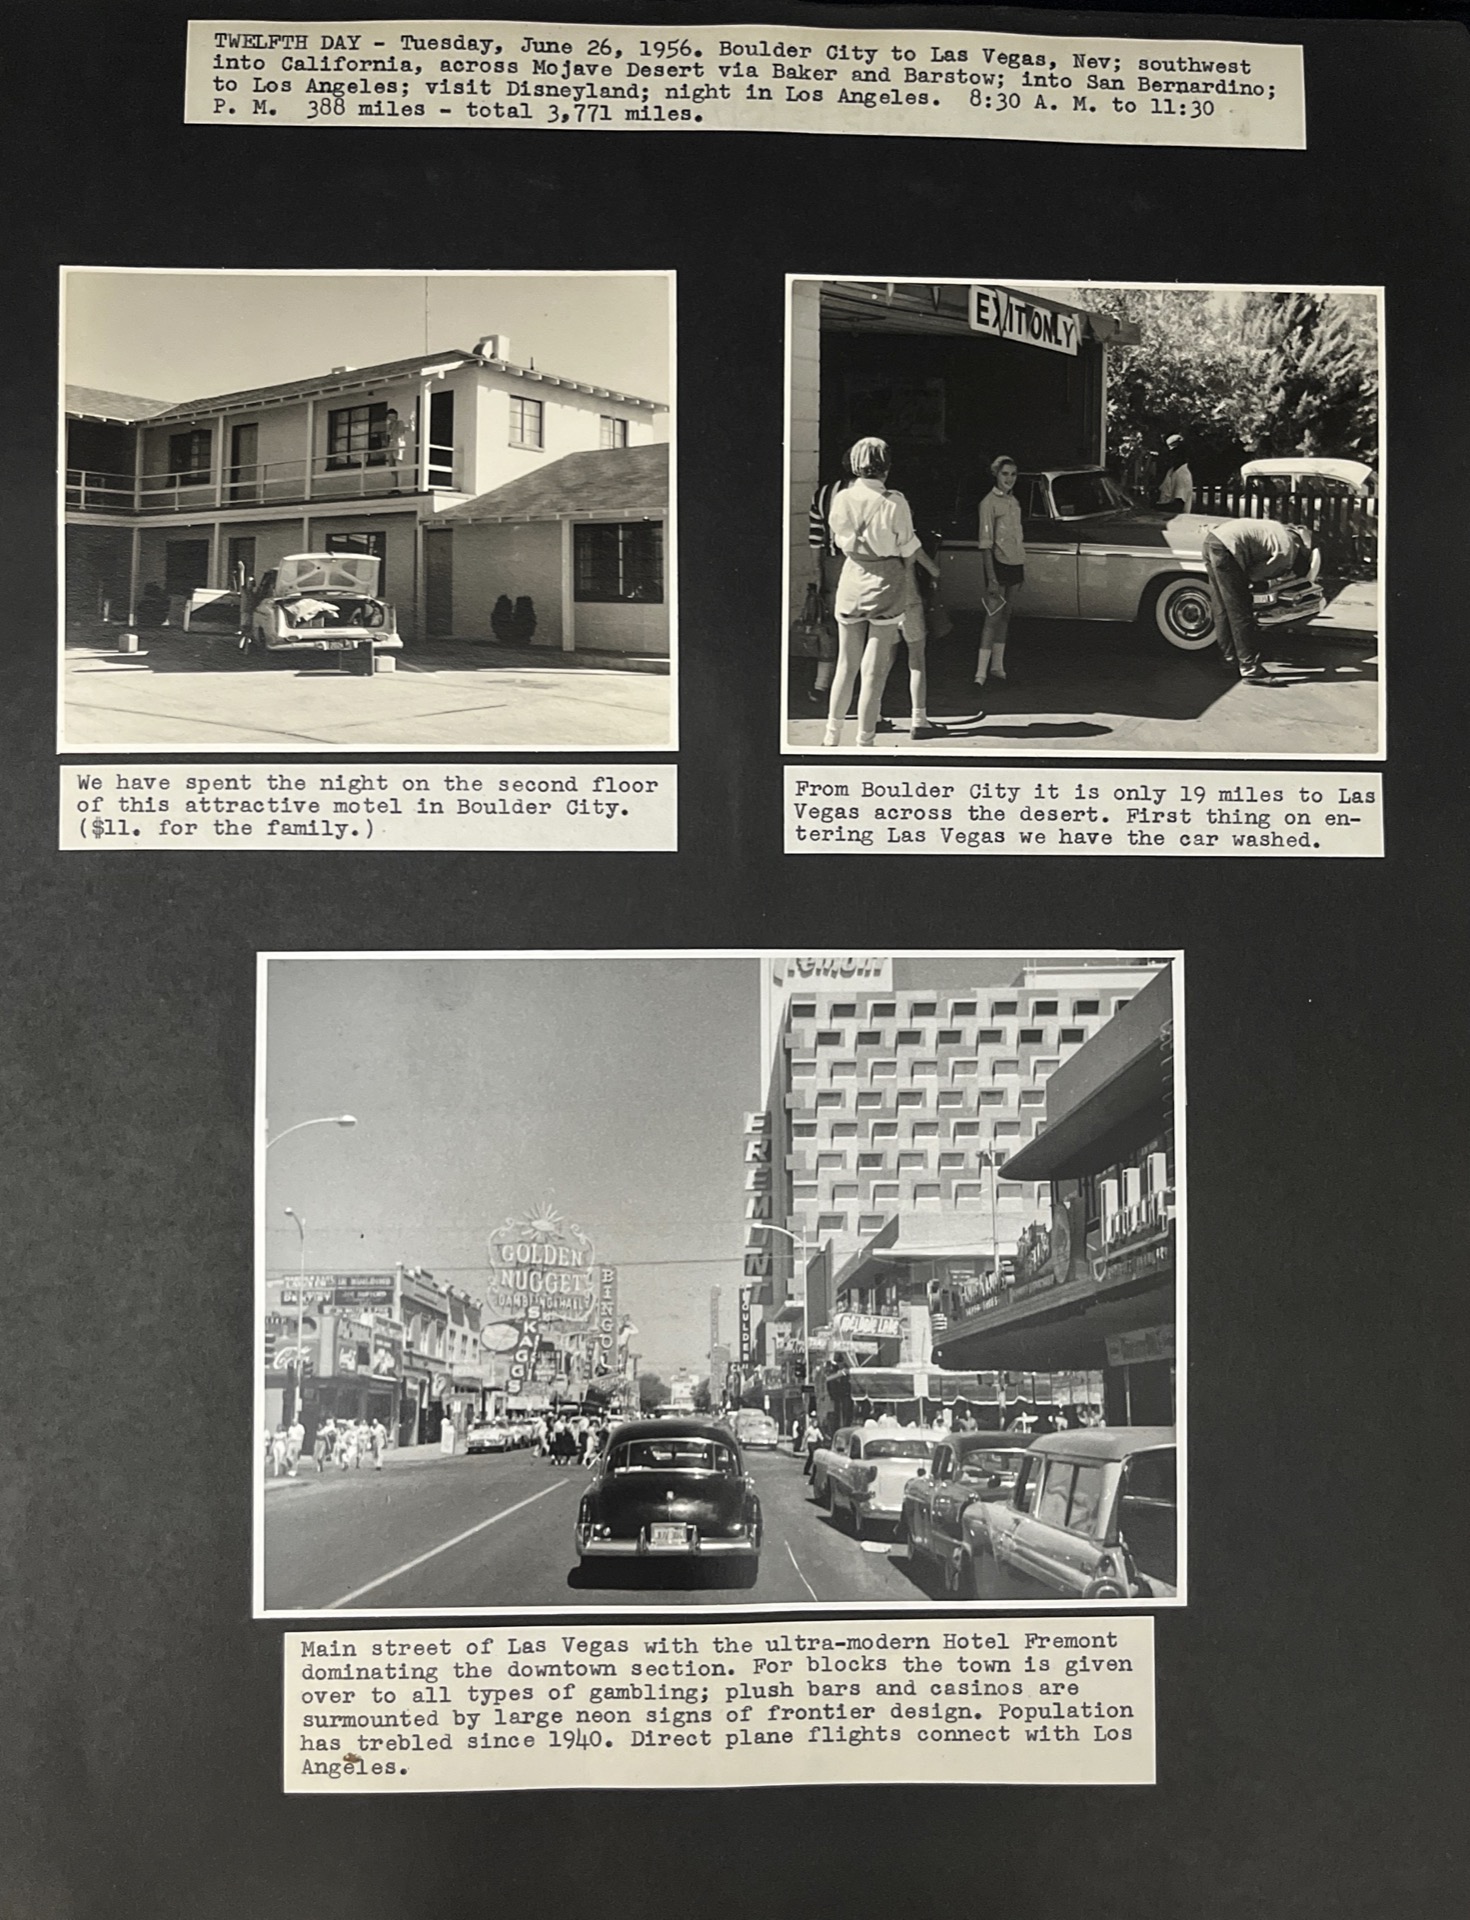 TWELFTH DAY - Tuesday, June 26, 1956. Boulder City to Las Vegas, Nev; southwest
into California, across Mojave Desert via Baker and Barstow; into San Bernardino;
to Los Angeles; visit Disneyland; night in Los Angeles. 8:30 A. M. to 11:30
P. M. 388 miles - total 3,771 miles.
EXIT ONLY
We have spent the night on the second floor
of this attractive motel in Boulder City.
($11. for the family.)
From Boulder City it is only 19 miles to Las
Vegas across the desert. First thing on en-
tering Las Vegas we have the car washed.
Fremont
FREMONT
GOLDEN
NUGGET
GAMBLING HALL
SKAGGS
BINGO
BOULDER
Coca
Main street of Las Vegas with the ultra-modern Hotel Fremont
dominating the downtown section. For blocks the town is given
over to all types of gambling; plush bars and casinos are
surmounted by large neon signs of frontier design. Population
has trebled since 1940. Direct plane flights connect with Los
Angeles.